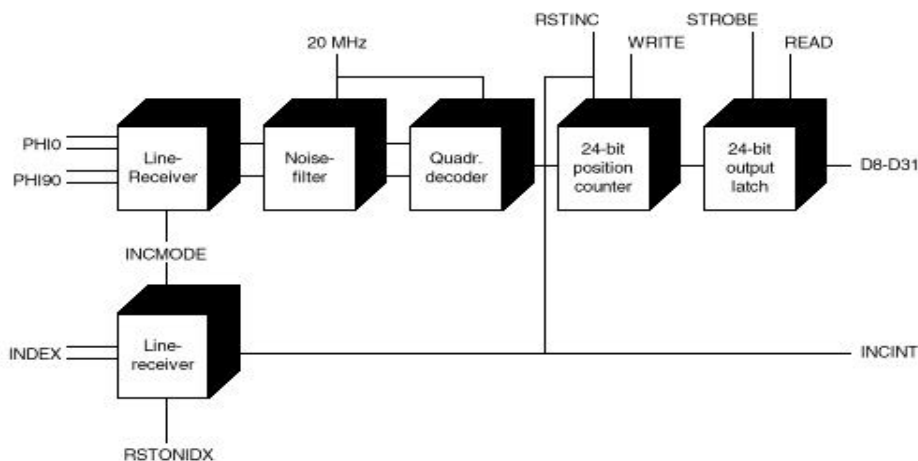 RSTINC
STROBE
20 MHz
WRITE
READ
PHI0
PHI90
Line-
Receiver
Noise-
filter
Quadr.
decoder
24-bit
position
counter
24-bit
output
latch
D8-D31
INCMODE
INDEX
Line-
receiver
INCINT
RSTONIDX